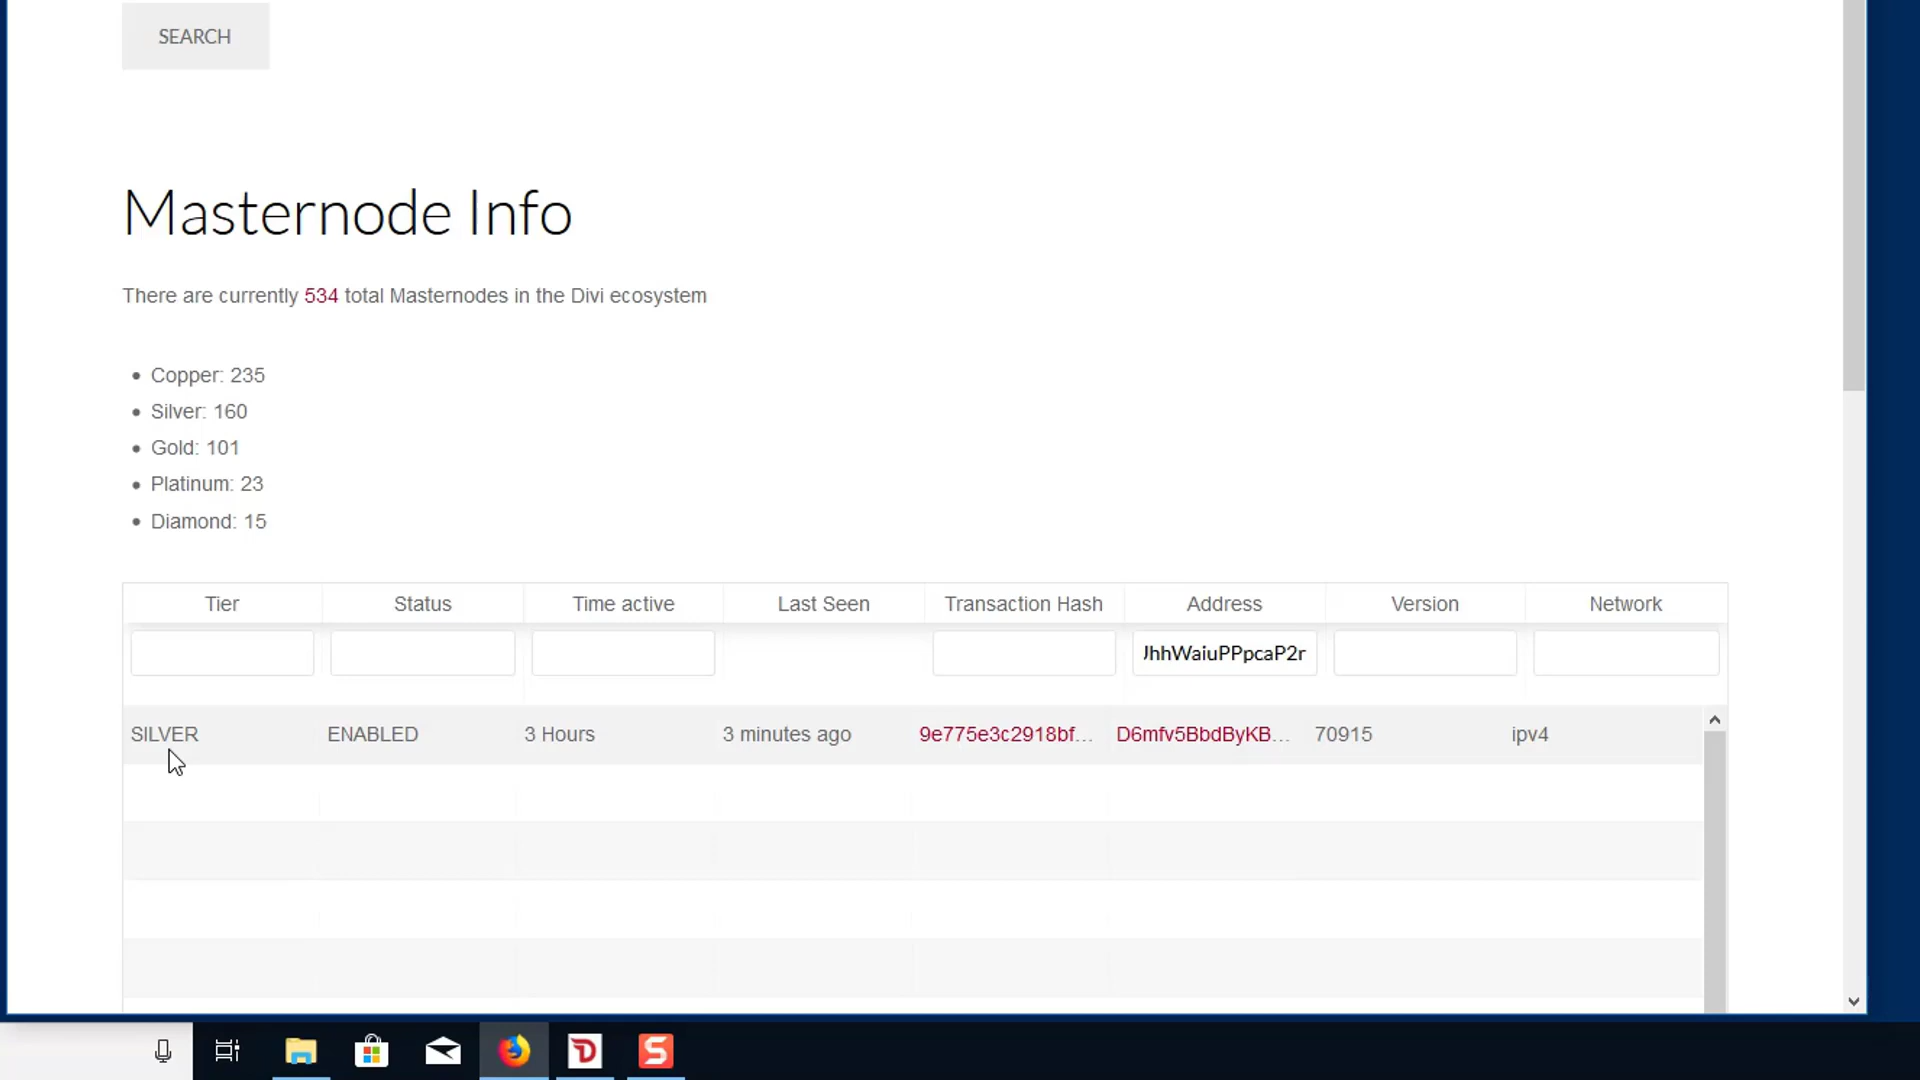 SEARCH
Masternode Info
There are currently 534 total Masternodes in the Divi ecosystem
Copper: 235
Silver: 160
Gold: 101
Platinum: 23
Diamond: 15
Tier Status Time active Last Seen Transaction Hash Address Version Network
JhhWaiuPPpcaP2r
SILVER ENABLED 3 Hours 3 minutes ago 9e775e3c2918bf... D6mfv5BbdByKB... 70915 ipv4